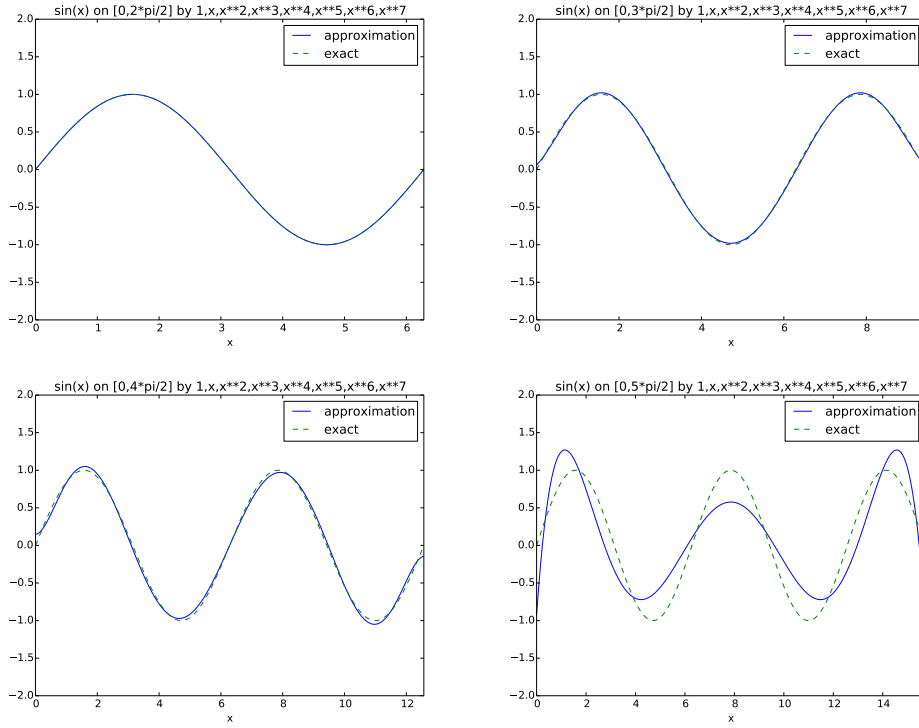 sin(x) on [0,2*pi/2] by 1,x,x**2,x**3,x**4,x**5,x**6,x**7
2.0
1.5
1.0
0.5
0.0
−0.5
−1.0
−1.5
−2.0
0 1 2 3 4 5 6
x
approximation
exact
sin(x) on [0,3*pi/2] by 1,x,x**2,x**3,x**4,x**5,x**6,x**7
2.0
1.5
1.0
0.5
0.0
−0.5
−1.0
−1.5
−2.0
0 2 4 6 8
x
approximation
exact
sin(x) on [0,4*pi/2] by 1,x,x**2,x**3,x**4,x**5,x**6,x**7
2.0
1.5
1.0
0.5
0.0
−0.5
−1.0
−1.5
−2.0
0 2 4 6 8 10 12
x
approximation
exact
sin(x) on [0,5*pi/2] by 1,x,x**2,x**3,x**4,x**5,x**6,x**7
2.0
1.5
1.0
0.5
0.0
−0.5
−1.0
−1.5
−2.0
0 2 4 6 8 10 12 14
x
approximation
exact